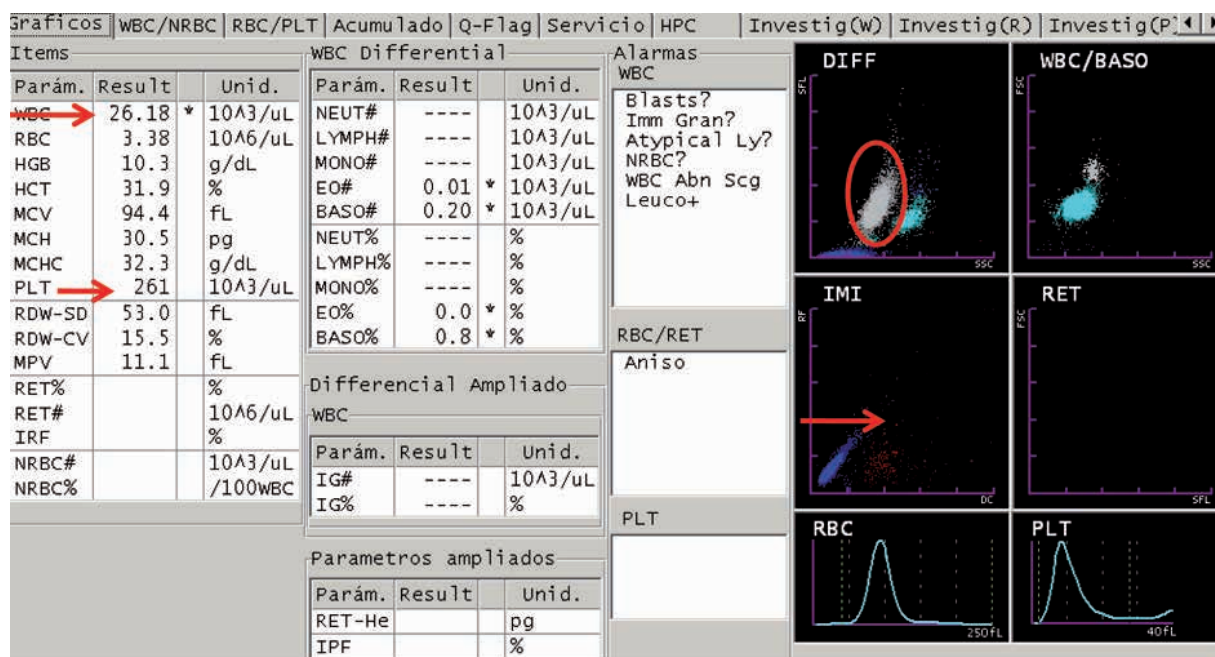 Graficos WBC/NRBC RBC/PLT Acumulado Q-Flag Servicio HPC Investig(W) Investig(R) Investig(P)
Items
Parám. Result Unid.
WBC 26.18 * 10^3/uL
RBC 3.38 10^6/uL
HGB 10.3 g/dL
HCT 31.9 %
MCV 94.4 fL
MCH 30.5 pg
MCHC 32.3 g/dL
PLT 261 10^3/uL
RDW-SD 53.0 fL
RDW-CV 15.5 %
MPV 11.1 fL
RET% %
RET# 10^6/uL
IRF %
NRBC# 10^3/uL
NRBC% /100WBC
WBC Differential
Parám. Result Unid.
NEUT# ---- 10^3/uL
LYMPH# ---- 10^3/uL
MONO# ---- 10^3/uL
EO# 0.01 * 10^3/uL
BASO# 0.20 * 10^3/uL
NEUT% ---- %
LYMPH% ---- %
MONO% ---- %
EO% 0.0 * %
BASO% 0.8 * %
Differencial Ampliado
WBC
Parám. Result Unid.
IG# ---- 10^3/uL
IG% ---- %
Parametros ampliados
Parám. Result Unid.
RET-He pg
IPF %
Alarmas
WBC
Blasts?
Imm Gran?
Atypical Ly?
NRBC?
WBC Abn Scg
Leuco+
RBC/RET
Aniso
PLT
DIFF
SFL
SSC
WBC/BASO
FSC
SSC
IMI
RF
DC
RET
FSC
SFL
RBC
250fL
PLT
40fL